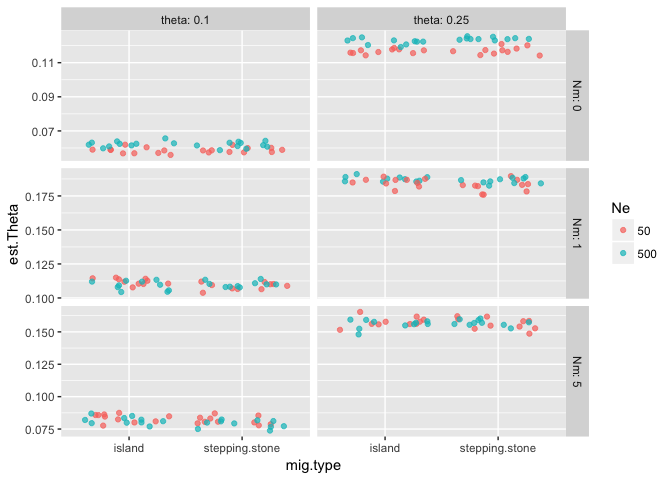 theta: 0.1
theta: 0.25
0.11
0.09
0.07
Nm: 0
0.175
0.150
0.125
0.100
Nm: 1
0.150
0.125
0.100
0.075
Nm: 5
est.Theta
island
stepping.stone
island
stepping.stone
mig.type
Ne
50
500